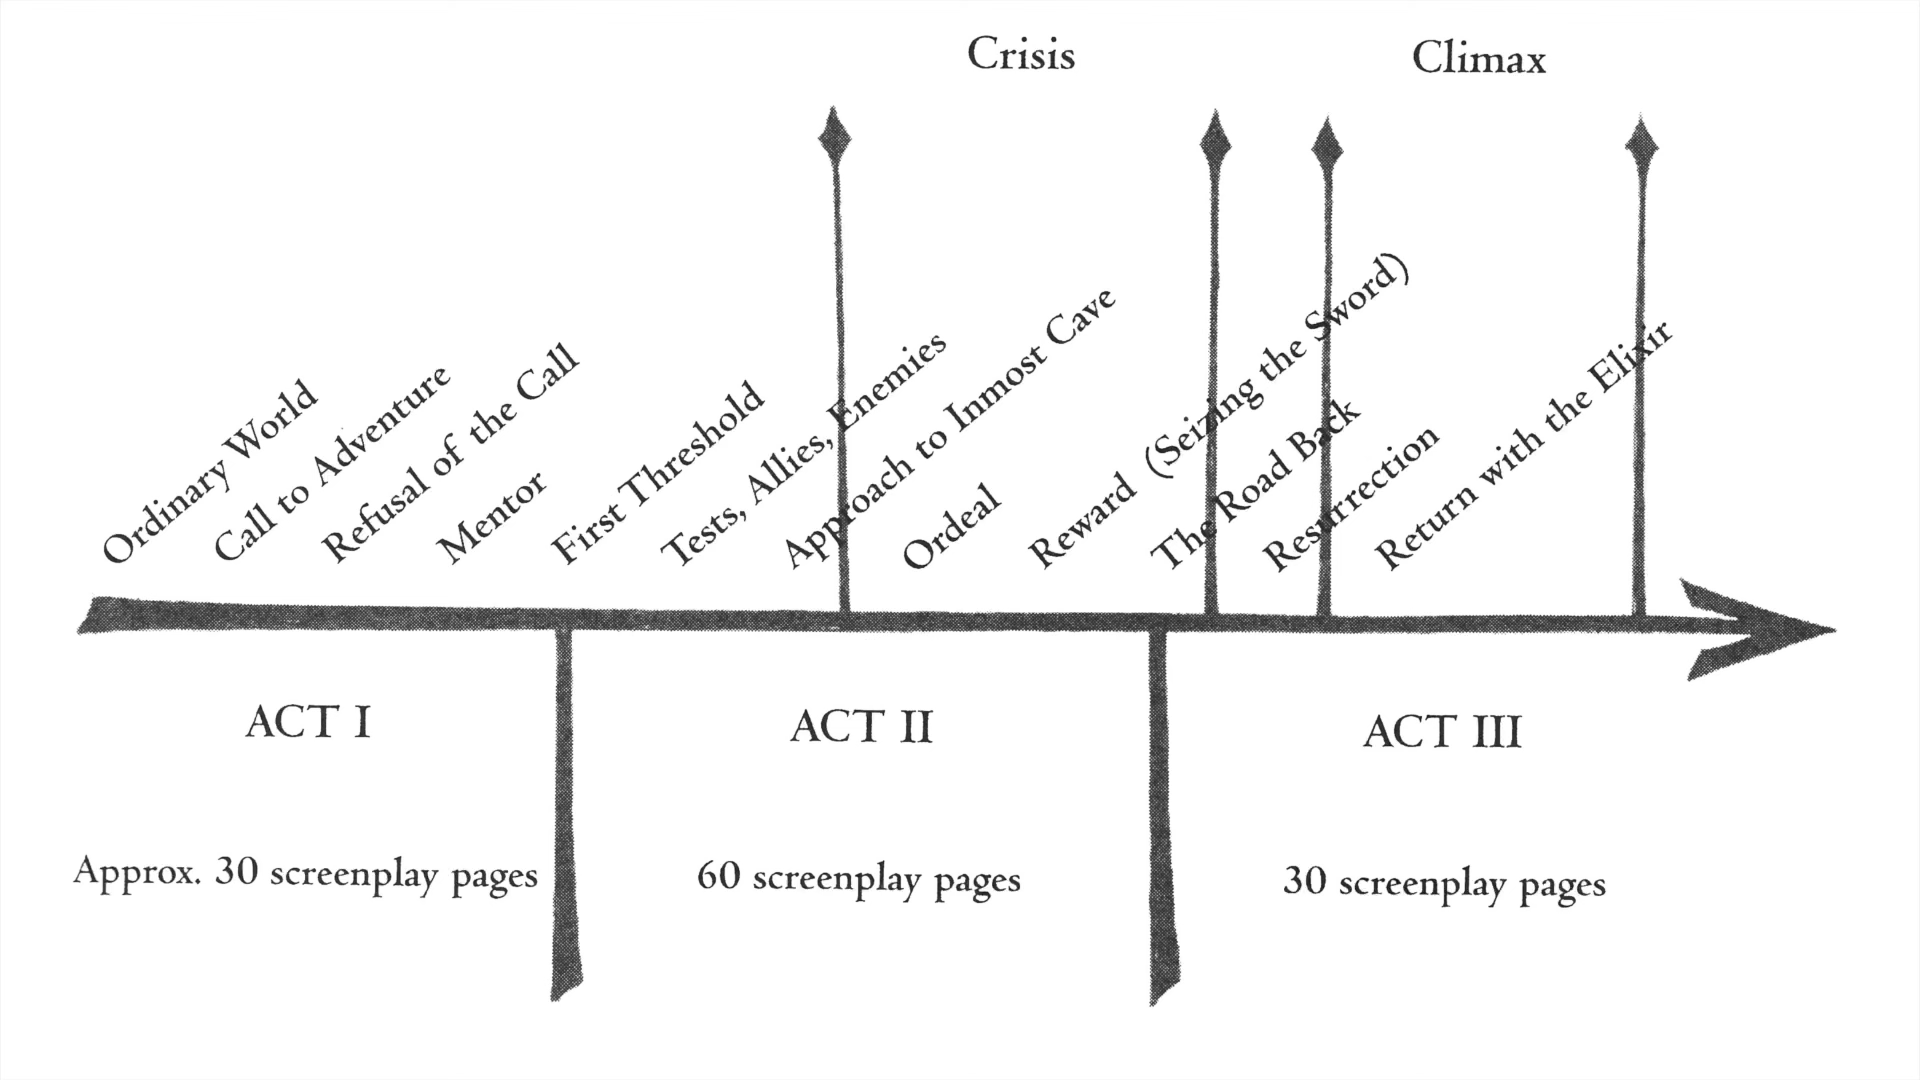 Crisis
Climax
Ordinary World
Call to Adventure
Refusal of the Call
Mentor
First Threshold
Tests, Allies, Enemies
Approach to Inmost Cave
Ordeal
Reward (Seizing the Sword)
The Road Back
Resurrection
Return with the Elixir
ACT I
ACT II
ACT III
Approx. 30 screenplay pages
60 screenplay pages
30 screenplay pages